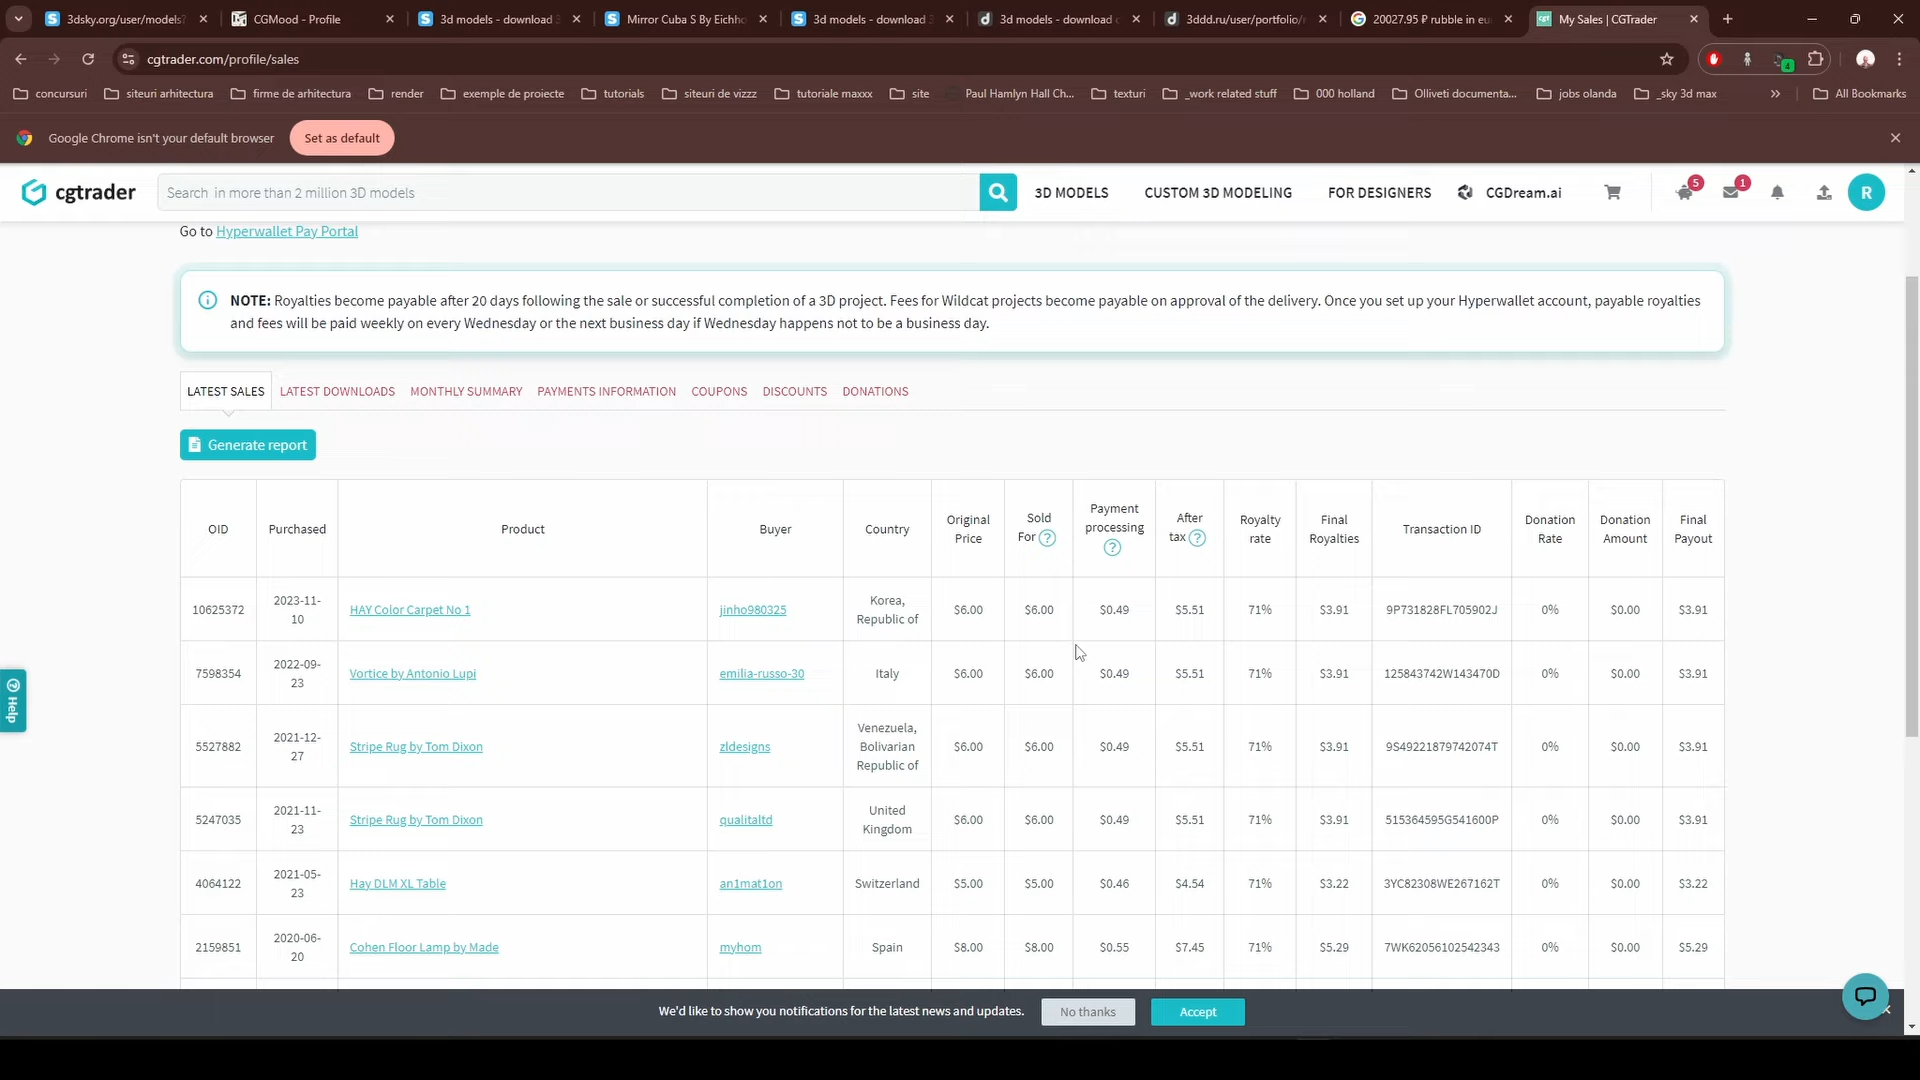 3dsky.org/user/models?
CGMood - Profile
3d models - download 3
Mirror Cuba S By Eichho
3d models - download 3
3d models - download c
3ddd.ru/user/portfolio/
20027.95 ₽ rubble in eu
My Sales | CGTrader
cgtrader.com/profile/sales
4
concursuri
siteuri arhitectura
firme de arhitectura
render
exemple de proiecte
tutorials
siteuri de vizzz
tutoriale maxxx
site
Paul Hamlyn Hall Ch...
texturi
_work related stuff
000 holland
Olliveti documenta...
jobs olanda
_sky 3d max
All Bookmarks
Google Chrome isn't your default browser
Set as default
cgtrader
Search in more than 2 million 3D models
3D MODELS
CUSTOM 3D MODELING
FOR DESIGNERS
CGDream.ai
5
1
R
Go to Hyperwallet Pay Portal
NOTE: Royalties become payable after 20 days following the sale or successful completion of a 3D project. Fees for Wildcat projects become payable on approval of the delivery. Once you set up your Hyperwallet account, payable royalties
and fees will be paid weekly on every Wednesday or the next business day if Wednesday happens not to be a business day.
LATEST SALES
LATEST DOWNLOADS
MONTHLY SUMMARY
PAYMENTS INFORMATION
COUPONS
DISCOUNTS
DONATIONS
Generate report
OID
Purchased
Product
Buyer
Country
Original
Price
Sold
For ?
Payment
processing
?
After
tax ?
Royalty
rate
Final
Royalties
Transaction ID
Donation
Rate
Donation
Amount
Final
Payout
10625372
2023-11-
10
HAY Color Carpet No 1
jinho980325
Korea,
Republic of
$6.00
$6.00
$0.49
$5.51
71%
$3.91
9P731828FL705902J
0%
$0.00
$3.91
7598354
2022-09-
23
Vortice by Antonio Lupi
emilia-russo-30
Italy
$6.00
$6.00
$0.49
$5.51
71%
$3.91
125843742W143470D
0%
$0.00
$3.91
5527882
2021-12-
27
Stripe Rug by Tom Dixon
zldesigns
Venezuela,
Bolivarian
Republic of
$6.00
$6.00
$0.49
$5.51
71%
$3.91
9S49221879742074T
0%
$0.00
$3.91
5247035
2021-11-
23
Stripe Rug by Tom Dixon
qualitaltd
United
Kingdom
$6.00
$6.00
$0.49
$5.51
71%
$3.91
515364595G541600P
0%
$0.00
$3.91
4064122
2021-05-
23
Hay DLM XL Table
an1mat1on
Switzerland
$5.00
$5.00
$0.46
$4.54
71%
$3.22
3YC82308WE267162T
0%
$0.00
$3.22
2159851
2020-06-
20
Cohen Floor Lamp by Made
myhom
Spain
$8.00
$8.00
$0.55
$7.45
71%
$5.29
7WK62056102542343
0%
$0.00
$5.29
? Help
We'd like to show you notifications for the latest news and updates.
No thanks
Accept